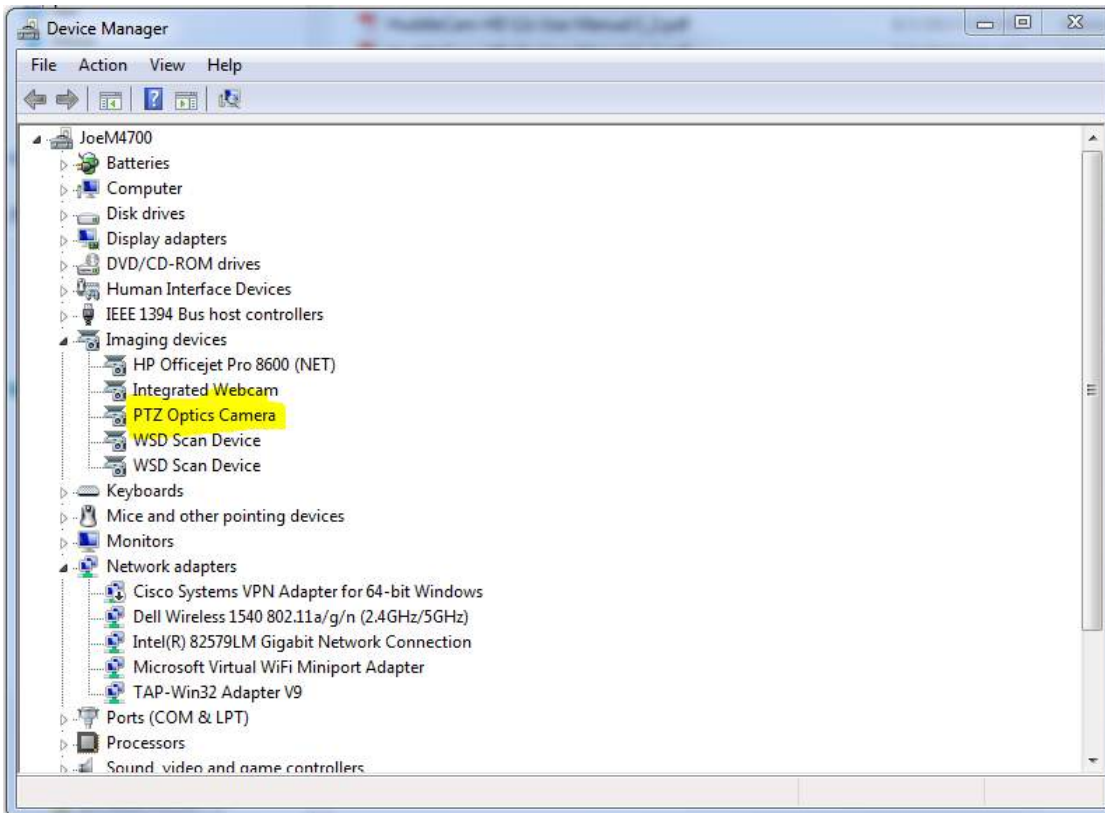 Device Manager
File Action View Help
JoeM4700
Batteries
Computer
Disk drives
Display adapters
DVD/CD-ROM drives
Human Interface Devices
IEEE 1394 Bus host controllers
Imaging devices
HP Officejet Pro 8600 (NET)
Integrated Webcam
PTZ Optics Camera
WSD Scan Device
WSD Scan Device
Keyboards
Mice and other pointing devices
Monitors
Network adapters
Cisco Systems VPN Adapter for 64-bit Windows
Dell Wireless 1540 802.11a/g/n (2.4GHz/5GHz)
Intel(R) 82579LM Gigabit Network Connection
Microsoft Virtual WiFi Miniport Adapter
TAP-Win32 Adapter V9
Ports (COM & LPT)
Processors
Sound, video and game controllers